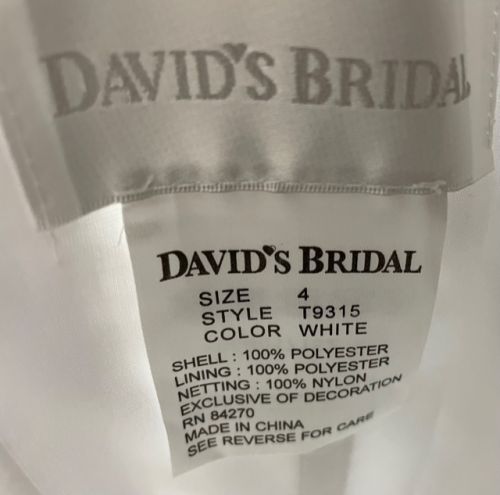 DAVID'S BRIDAL
DAVID'S BRIDAL
SIZE 4
STYLE T9315
COLOR WHITE
SHELL : 100% POLYESTER
LINING : 100% POLYESTER
NETTING : 100% NYLON
EXCLUSIVE OF DECORATION
RN 84270
MADE IN CHINA
SEE REVERSE FOR CARE